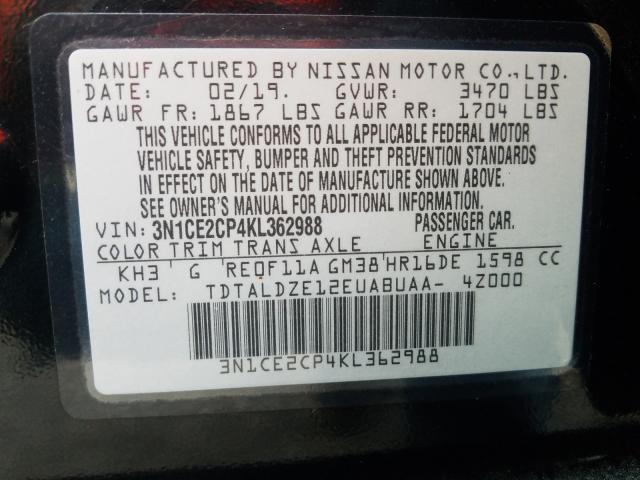 MANUFACTURED BY NISSAN MOTOR CO., LTD.
DATE: 02/19. GVWR: 3470 LBS
GAWR FR: 1867 LBS GAWR RR: 1704 LBS
THIS VEHICLE CONFORMS TO ALL APPLICABLE FEDERAL MOTOR
VEHICLE SAFETY, BUMPER AND THEFT PREVENTION STANDARDS
IN EFFECT ON THE DATE OF MANUFACTURE SHOWN ABOVE.
SEE OWNER'S MANUAL FOR ADDITIONAL INFORMATION.
VIN: 3N1CE2CP4KL362988 PASSENGER CAR.
COLOR TRIM TRANS AXLE ENGINE
KH3 G RE0F11A GM38 HR16DE 1598 CC
MODEL: TDTALDZE12EUABUAA- 4Z000
3N1CE2CP4KL362988